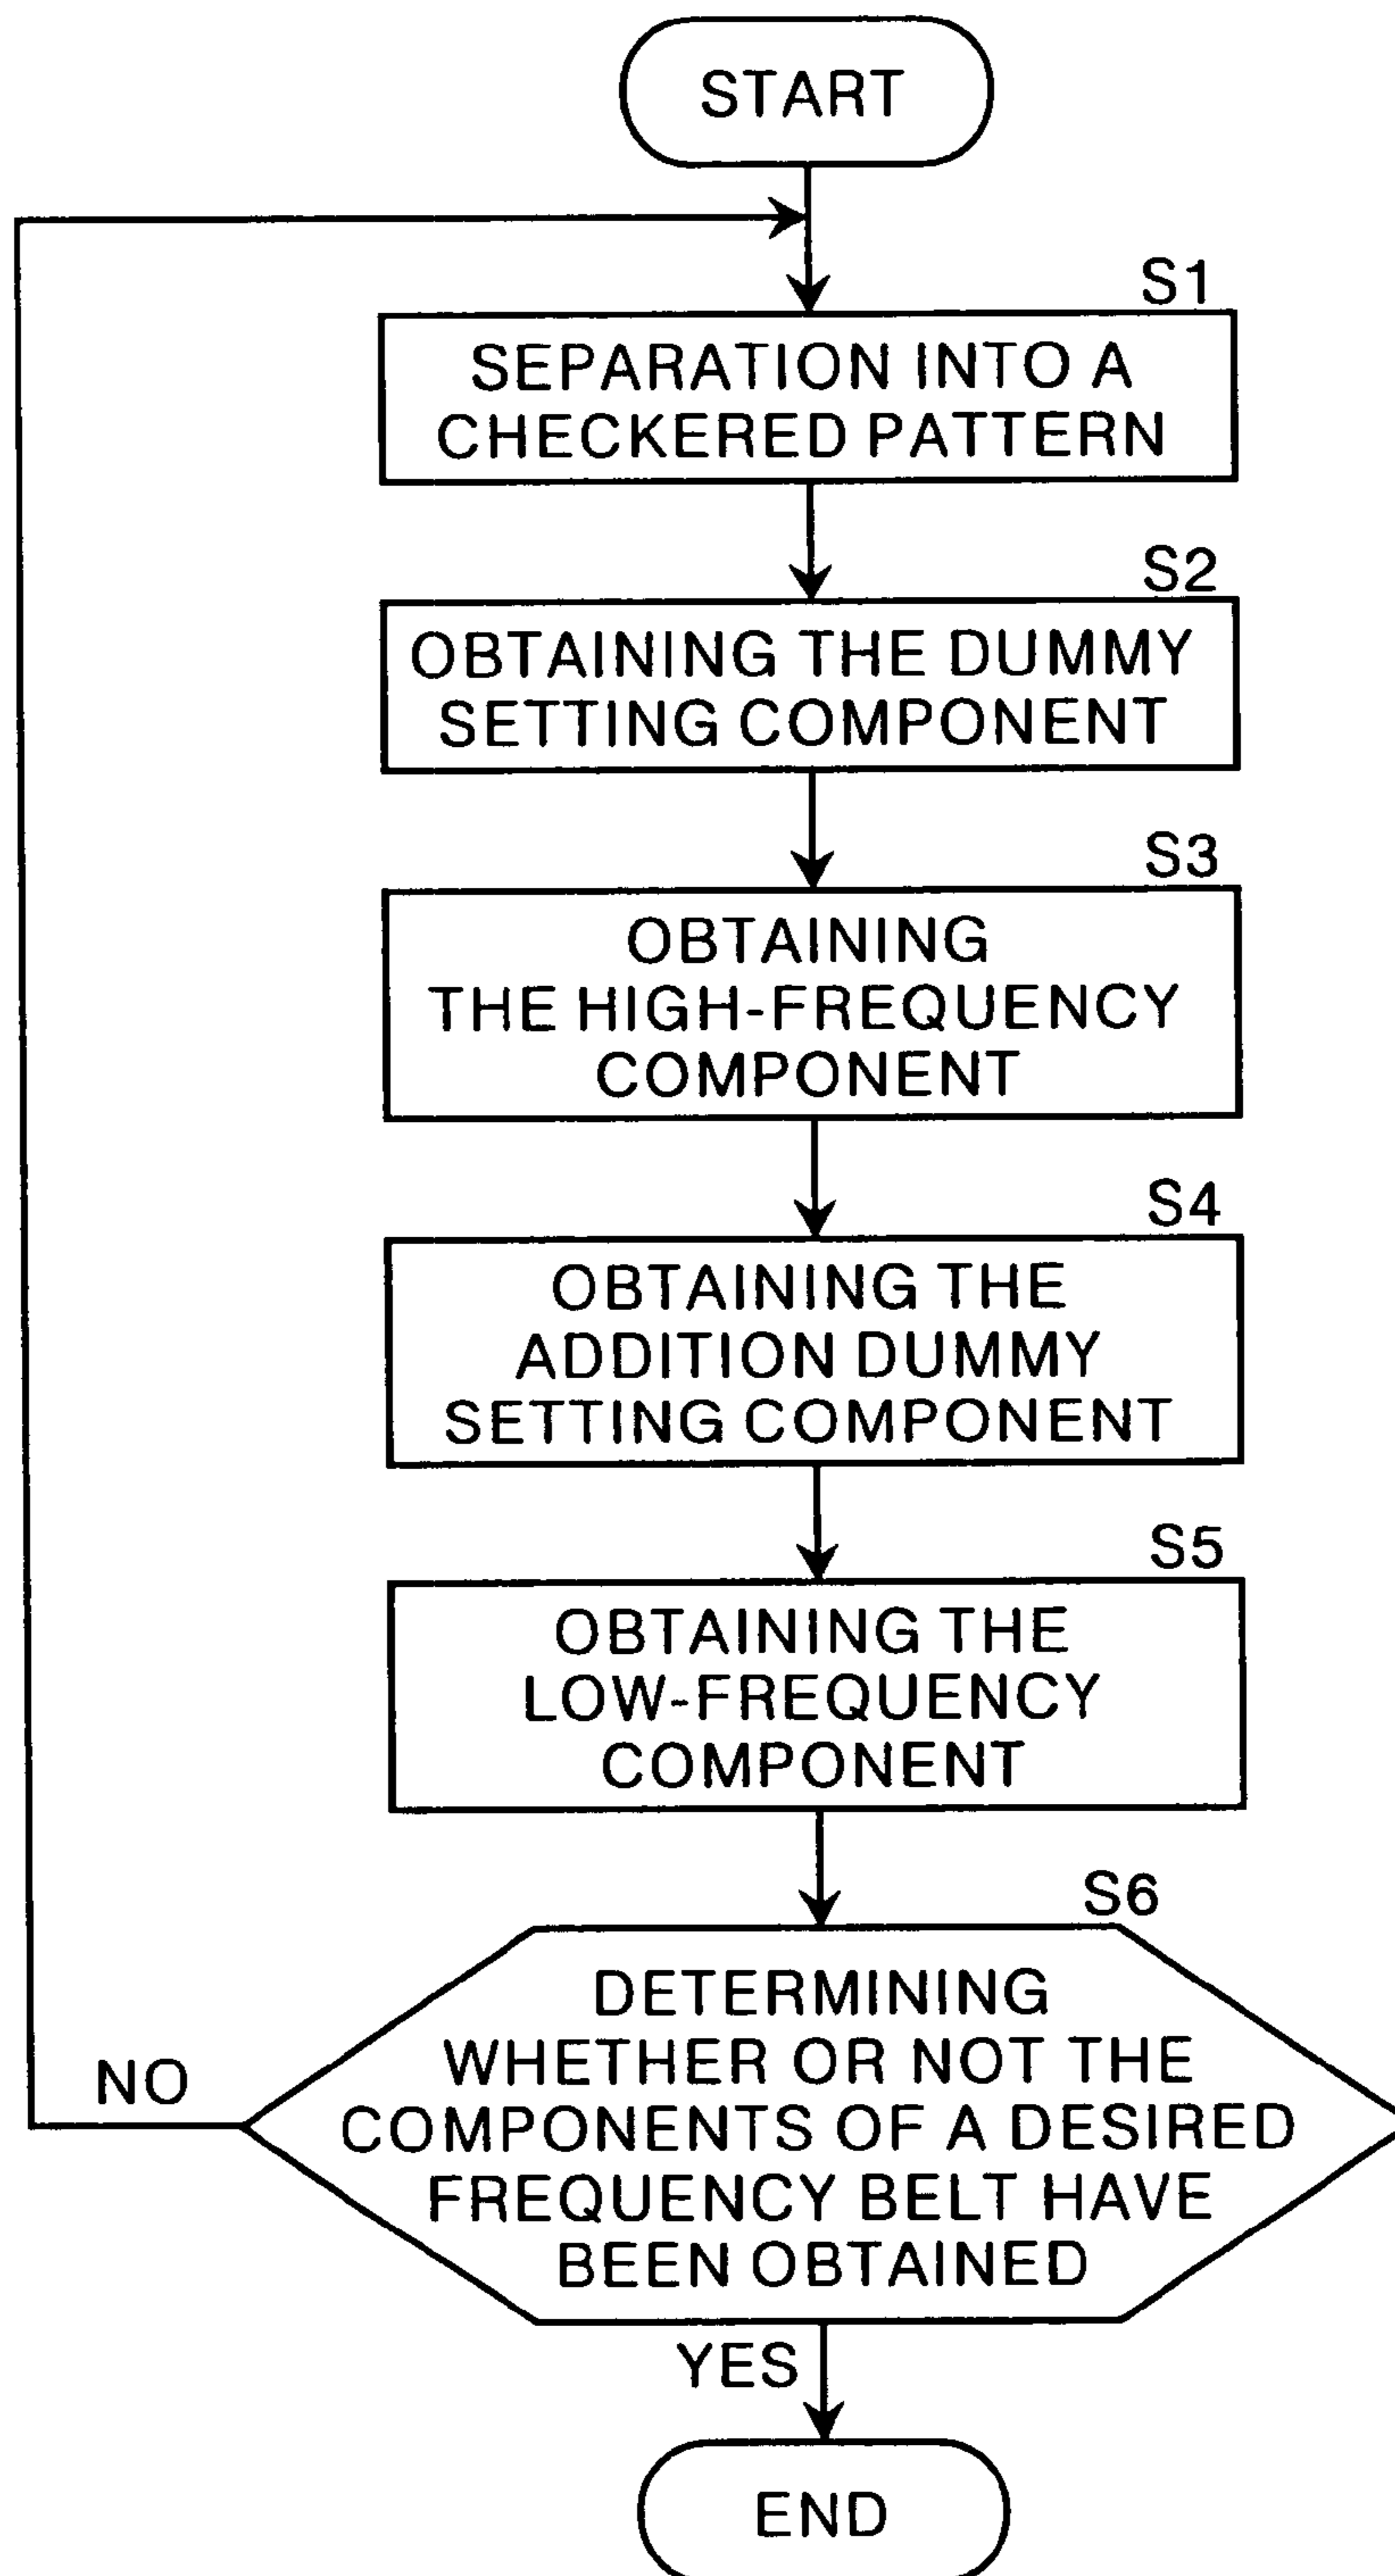 START
S1
SEPARATION INTO A
CHECKERED PATTERN
S2
OBTAINING THE DUMMY
SETTING COMPONENT
S3
OBTAINING
THE HIGH-FREQUENCY
COMPONENT
S4
OBTAINING THE
ADDITION DUMMY
SETTING COMPONENT
S5
OBTAINING THE
LOW-FREQUENCY
COMPONENT
S6
DETERMINING
WHETHER OR NOT THE
COMPONENTS OF A DESIRED
FREQUENCY BELT HAVE
BEEN OBTAINED
NO
YES
END